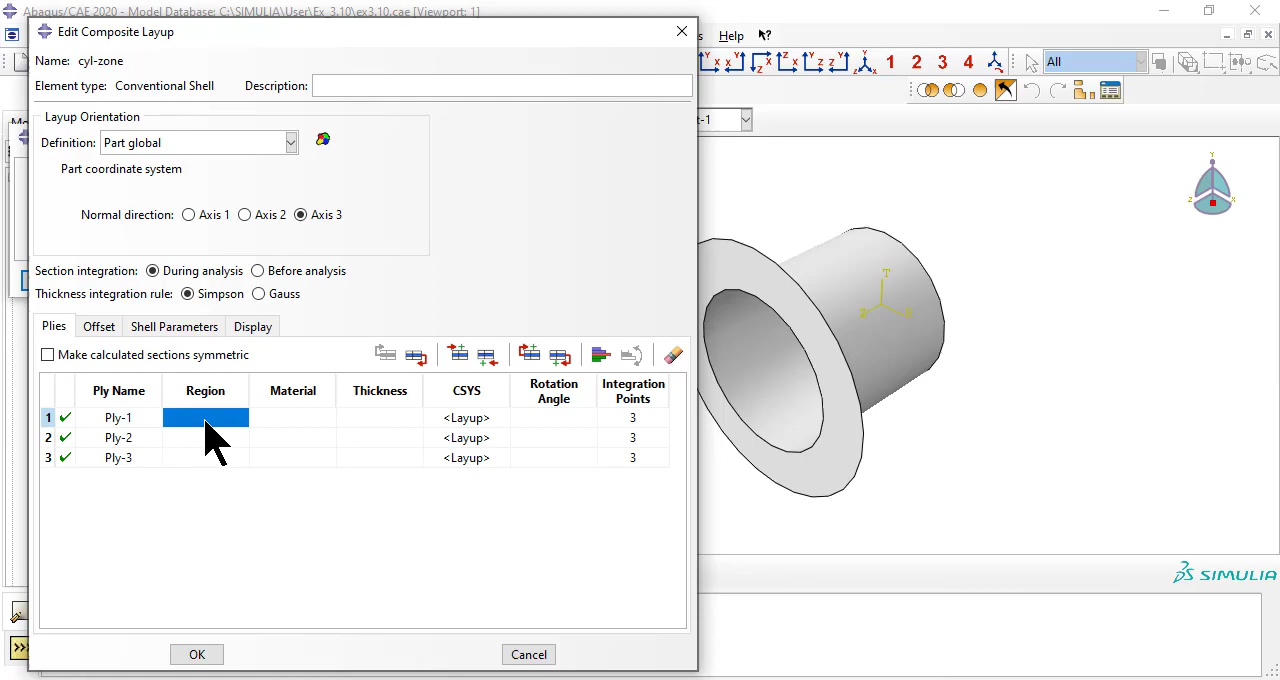 Abaqus/CAE 2020 - Model Database: C:\SIMULIA\User\Ex_3.10\ex3.10.cae [Viewport: 1]
Edit Composite Layup
Help
Name: cyl-zone
1 2 3 4
All
Element type: Conventional Shell
Description
Layup Orientation
t-1
Definition: Part global
Part coordinate system
Normal direction: Axis 1 Axis 2 Axis 3
Section integration: During analysis Before analysis
Thickness integration rule: Simpson Gauss
Plies Offset Shell Parameters Display
Make calculated sections symmetric
Ply Name Region Material Thickness CSYS Rotation Angle Integration Points
1 Ply-1 <Layup> 3
2 Ply-2 <Layup> 3
3 Ply-3 <Layup> 3
OK Cancel
Y
Z X
T
SIMULIA